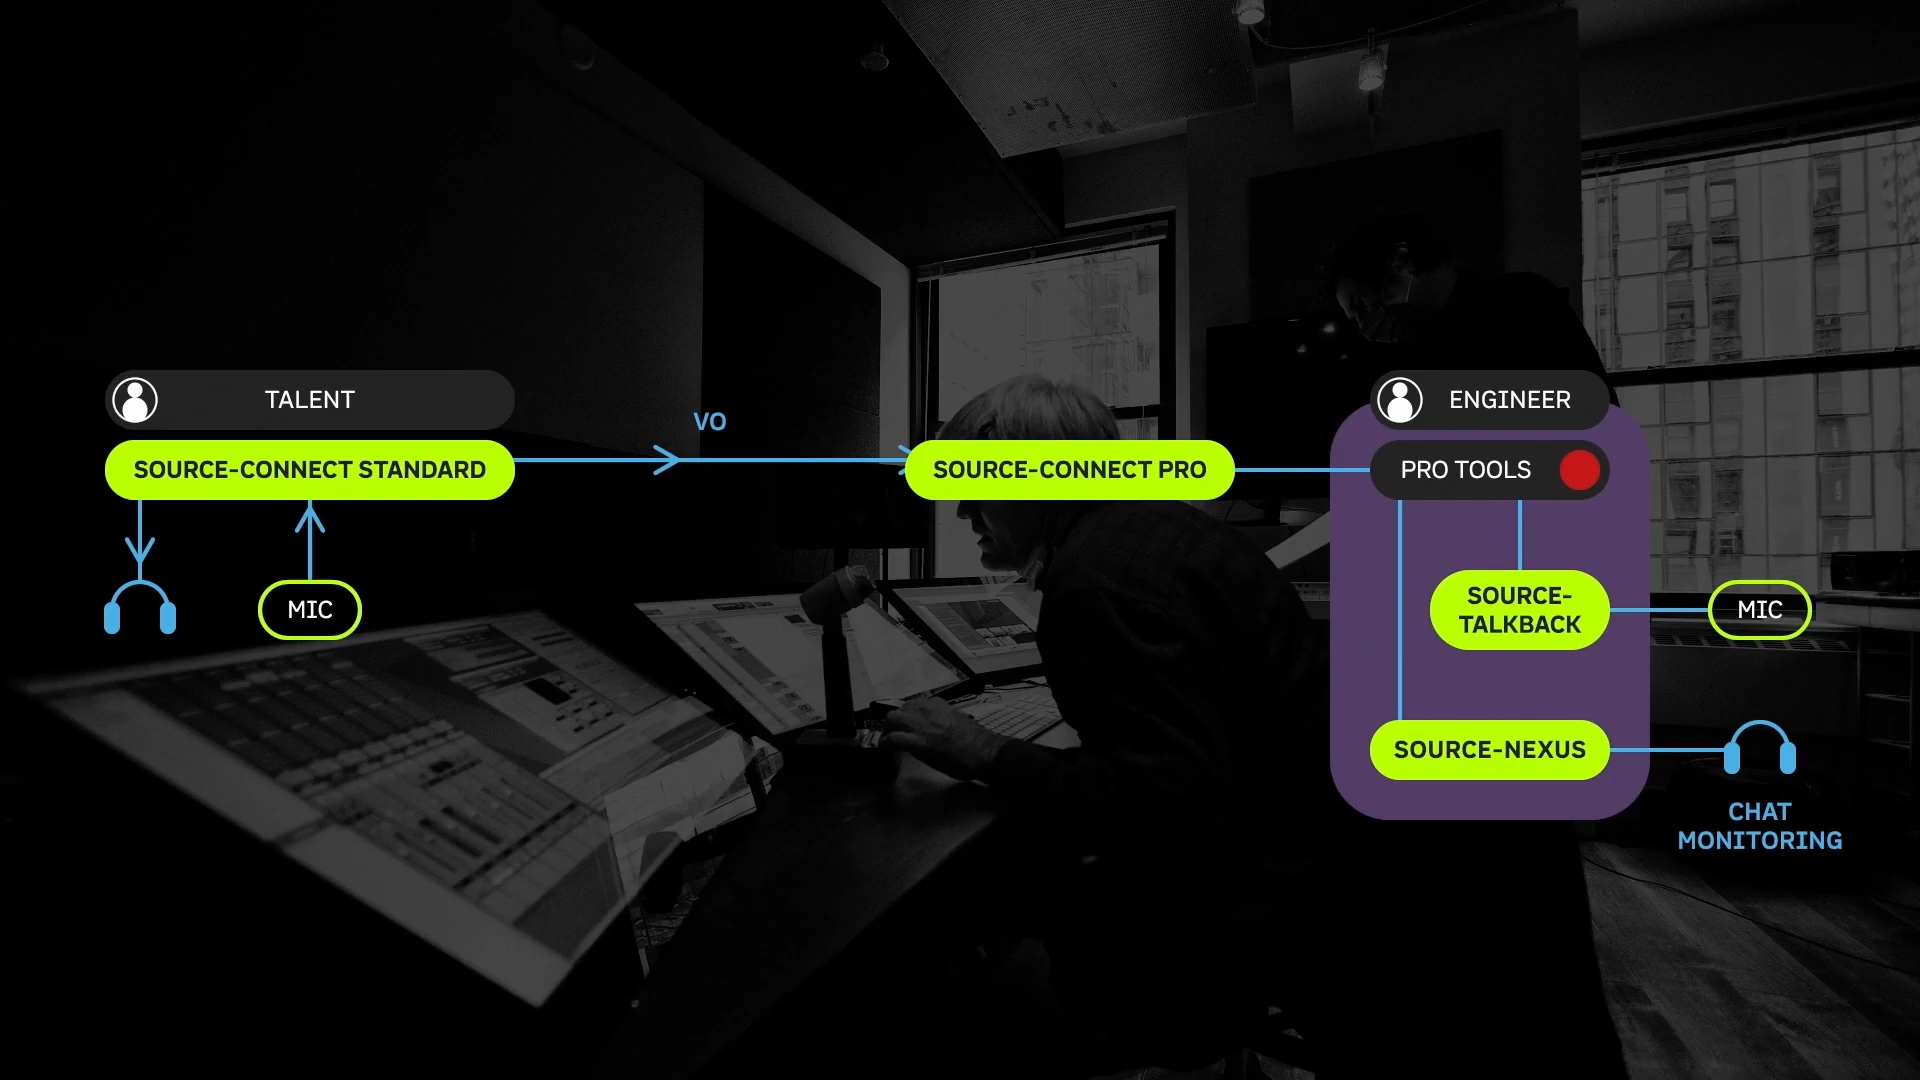 TALENT
ENGINEER
VO
SOURCE-CONNECT STANDARD
SOURCE-CONNECT PRO
PRO TOOLS
MIC
SOURCE-
TALKBACK
MIC
SOURCE-NEXUS
CHAT
MONITORING